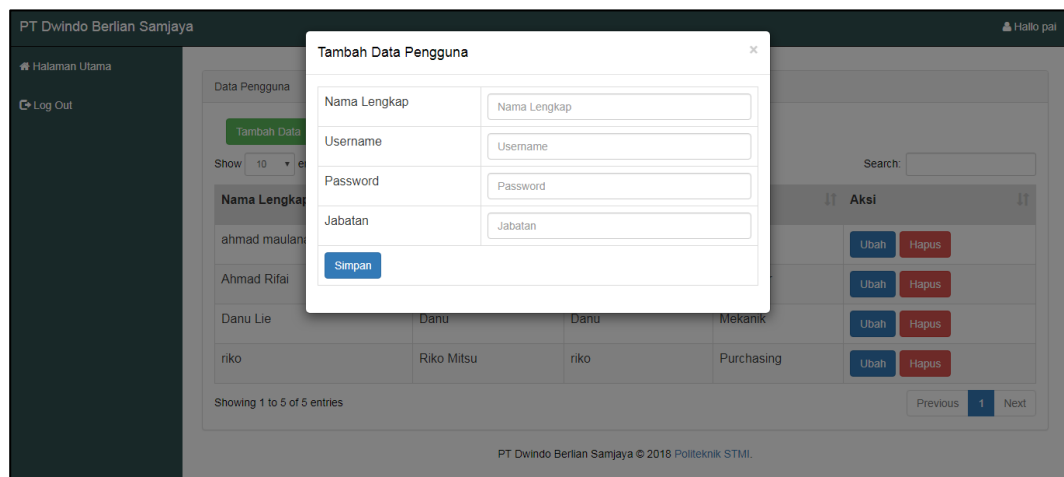 PT Dwindo Berlian Samjaya
Hallo pai
Halaman Utama
Log Out
Tambah Data Pengguna
×
Nama Lengkap
Nama Lengkap
Username
Username
Password
Password
Jabatan
Jabatan
Simpan
Data Pengguna
Tambah Data
Show 10
Search:
Nama Lengkap Aksi
ahmad maulana Ubah Hapus
Ahmad Rifai Ubah Hapus
Danu Lie Danu Danu Mekanik Ubah Hapus
riko Riko Mitsu riko Purchasing Ubah Hapus
Showing 1 to 5 of 5 entries
Previous 1 Next
PT Dwindo Berlian Samjaya © 2018 Politeknik STMI.